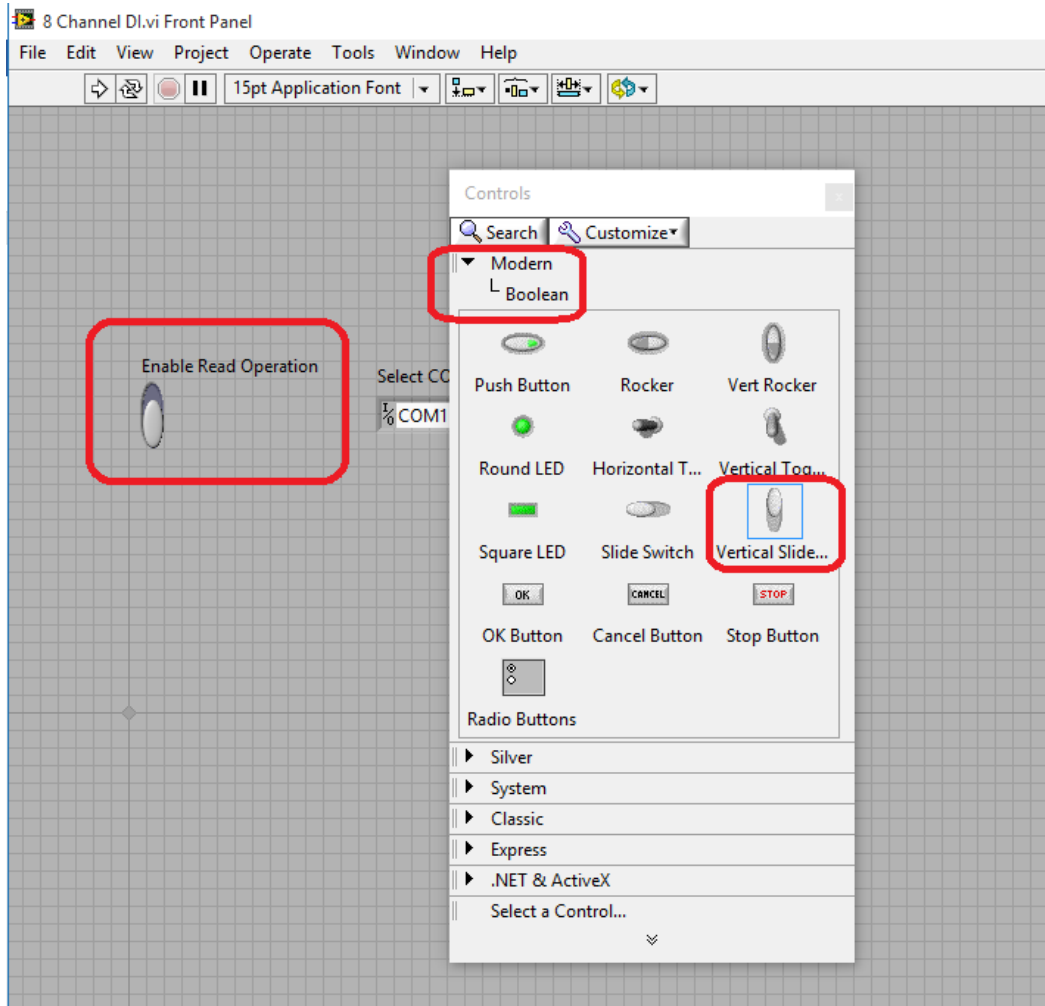 8 Channel DI.vi Front Panel
File Edit View Project Operate Tools Window Help
15pt Application Font
Controls
Search Customize
Modern
Boolean
Enable Read Operation
Select CO
I/O COM1
Push Button Rocker Vert Rocker
Round LED Horizontal T... Vertical Tog...
Square LED Slide Switch Vertical Slide...
OK CANCEL STOP
OK Button Cancel Button Stop Button
Radio Buttons
Silver
System
Classic
Express
.NET & ActiveX
Select a Control...